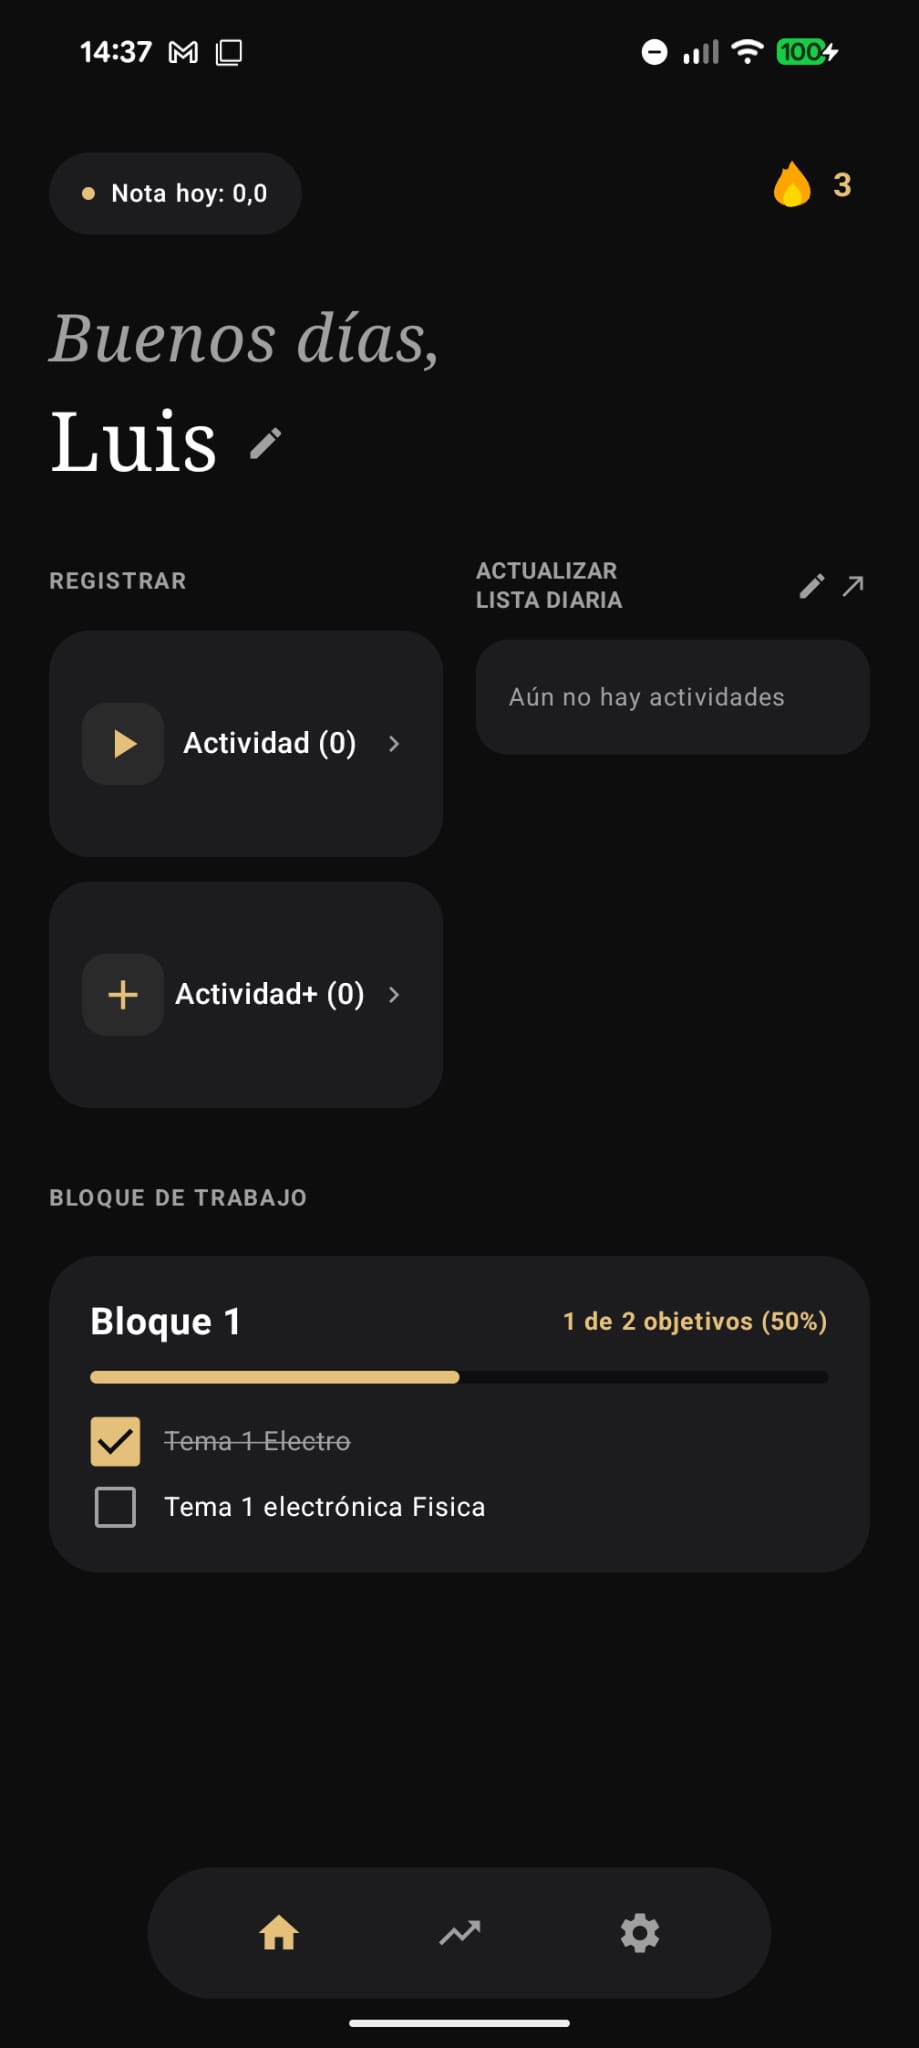 14:37
100
Nota hoy: 0,0
3
Buenos días,
Luis
REGISTRAR
Actividad (0)
Actividad+ (0)
ACTUALIZAR
LISTA DIARIA
Aún no hay actividades
BLOQUE DE TRABAJO
Bloque 1
1 de 2 objetivos (50%)
Tema 1 Electro
Tema 1 electrónica Fisica